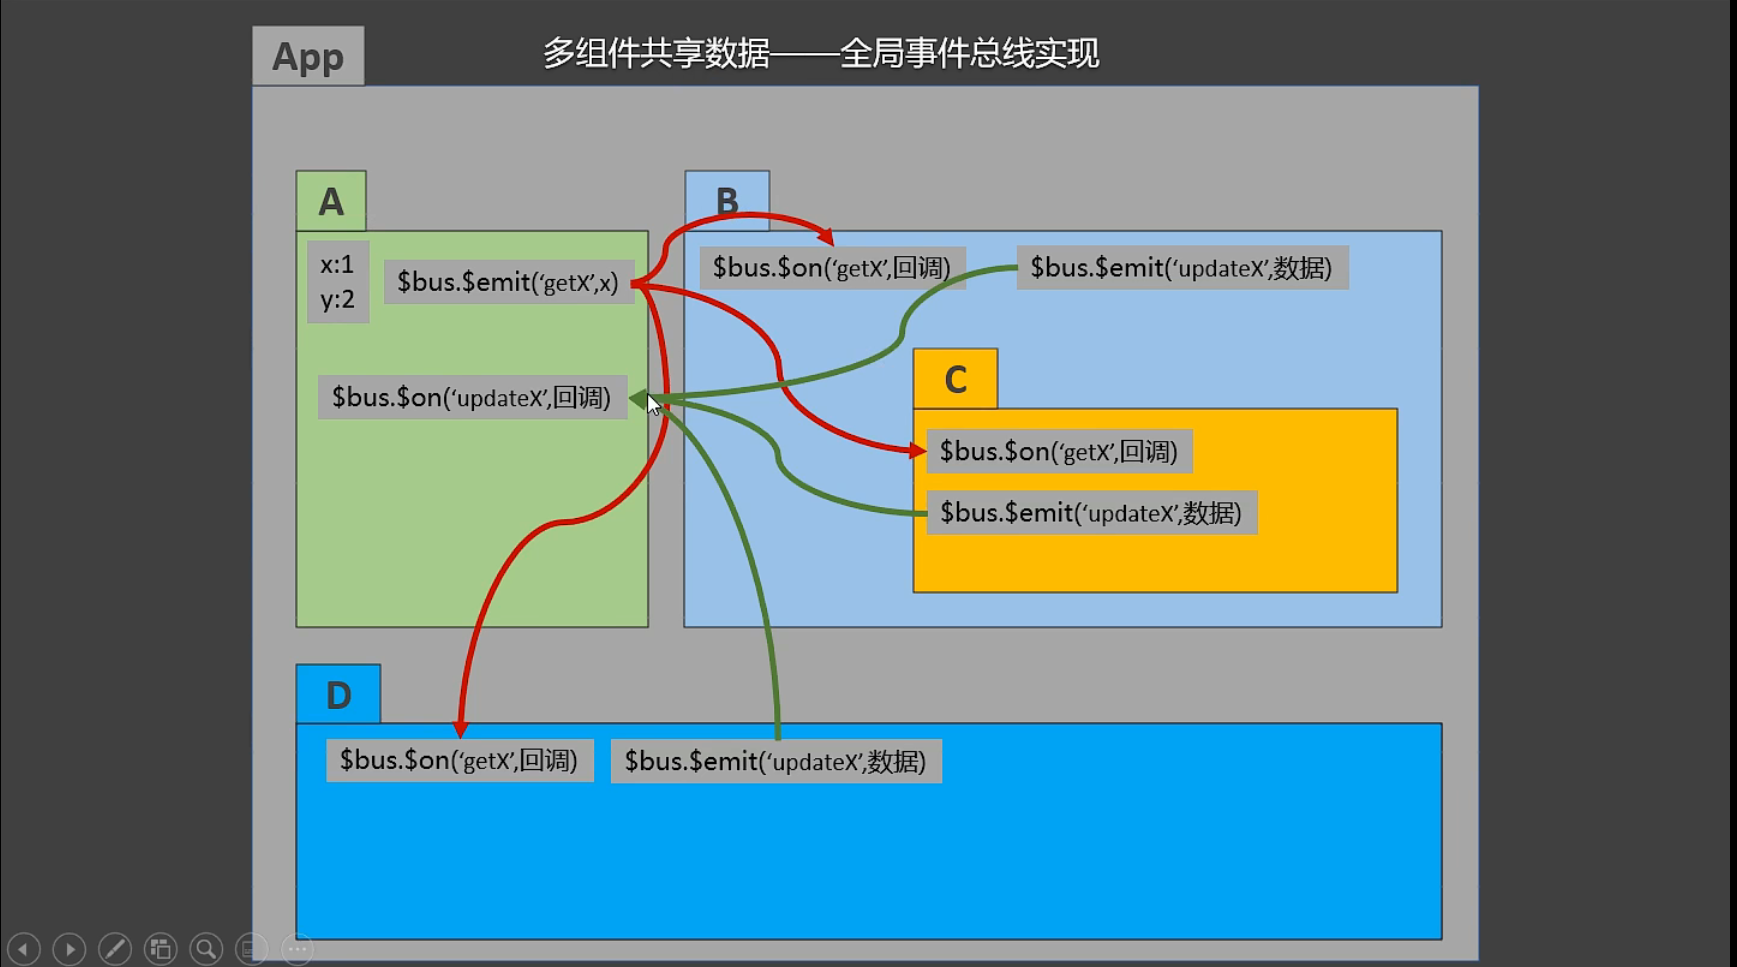 App
多组件共享数据——全局事件总线实现
A
x:1
y:2
$bus.$emit(‘getX’,x)
$bus.$on(‘updateX’,回调)
B
$bus.$on(‘getX’,回调)
$bus.$emit(‘updateX’,数据)
C
$bus.$on(‘getX’,回调)
$bus.$emit(‘updateX’,数据)
D
$bus.$on(‘getX’,回调)
$bus.$emit(‘updateX’,数据)